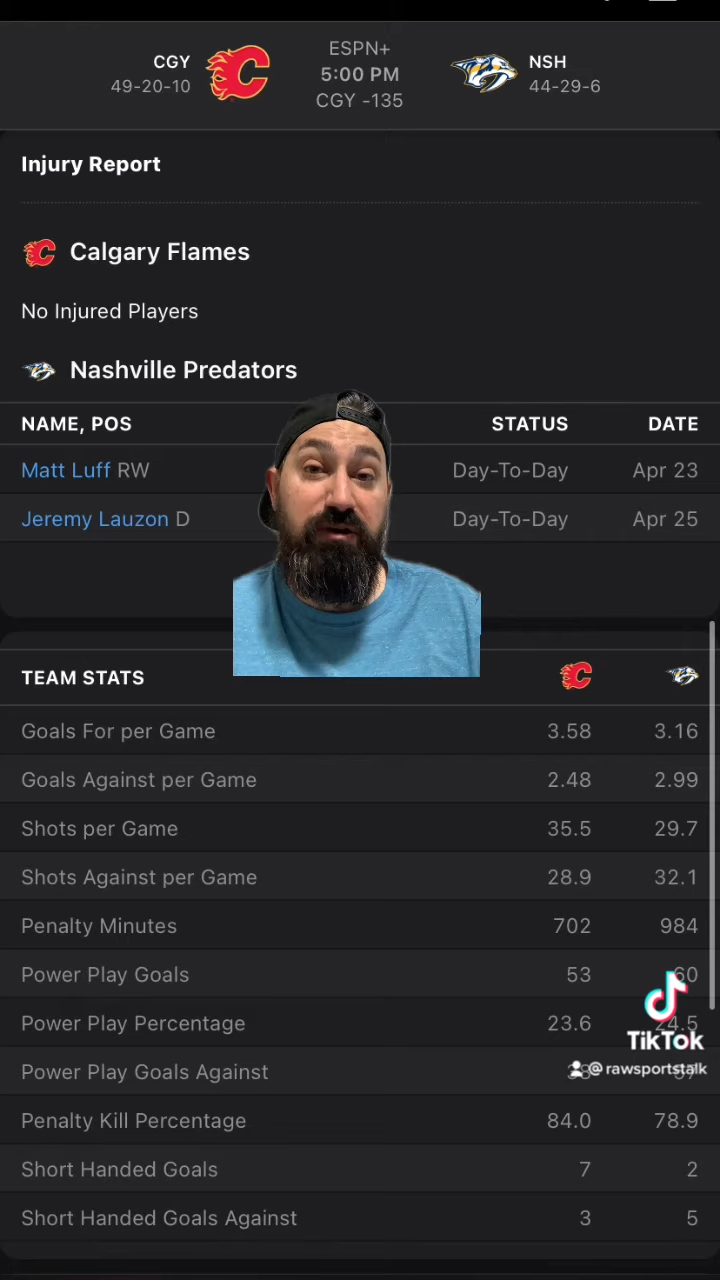 CGY
49-20-10
ESPN+
5:00 PM
CGY -135
NSH
44-29-6
Injury Report
Calgary Flames
No Injured Players
Nashville Predators
NAME, POS STATUS DATE
Matt Luff RW Day-To-Day Apr 23
Jeremy Lauzon D Day-To-Day Apr 25
TEAM STATS
Goals For per Game 3.58 3.16
Goals Against per Game 2.48 2.99
Shots per Game 35.5 29.7
Shots Against per Game 28.9 32.1
Penalty Minutes 702 984
Power Play Goals 53 60
Power Play Percentage 23.6 24.5
TikTok
Power Play Goals Against
@rawsportstalk
Penalty Kill Percentage 84.0 78.9
Short Handed Goals 7 2
Short Handed Goals Against 3 5